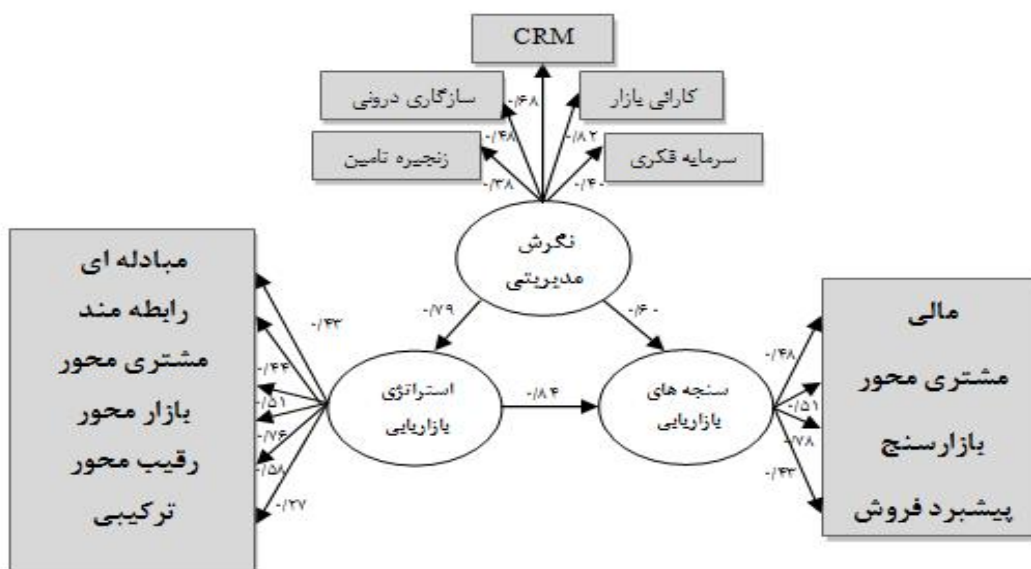 CRM
سازگاری درونی
کارائی بازار
زنجیره تامین
سرمایه فکری
۰/۶۸
۰/۴۸
۰/۸۲
۰/۳۸
۰/۴۰
نگرش
مدیریتی
۰/۷۹
۰/۶۰
استراتژی
بازاریابی
۰/۸۴
سنجه های
بازاریابی
مبادله ای
رابطه مند
مشتری محور
بازار محور
رقیب محور
ترکیبی
۰/۴۳
۰/۴۴
۰/۵۱
۰/۷۶
۰/۵۸
۰/۲۷
مالی
مشتری محور
بازارسنج
پیشبرد فروش
۰/۴۸
۰/۵۱
۰/۷۸
۰/۴۳